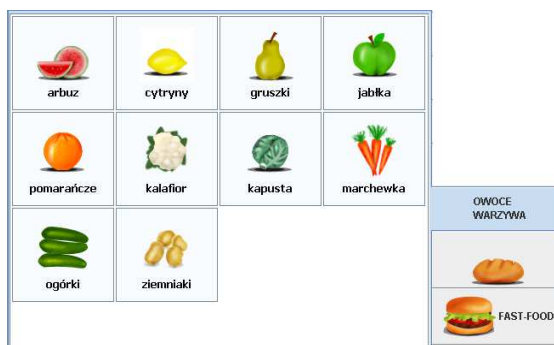 arbuz
cytryny
gruszki
jabłka
pomarańcze
kalafior
kapusta
marchewka
ogórki
ziemniaki
OWOCE
WARZYWA
FAST-FOOD